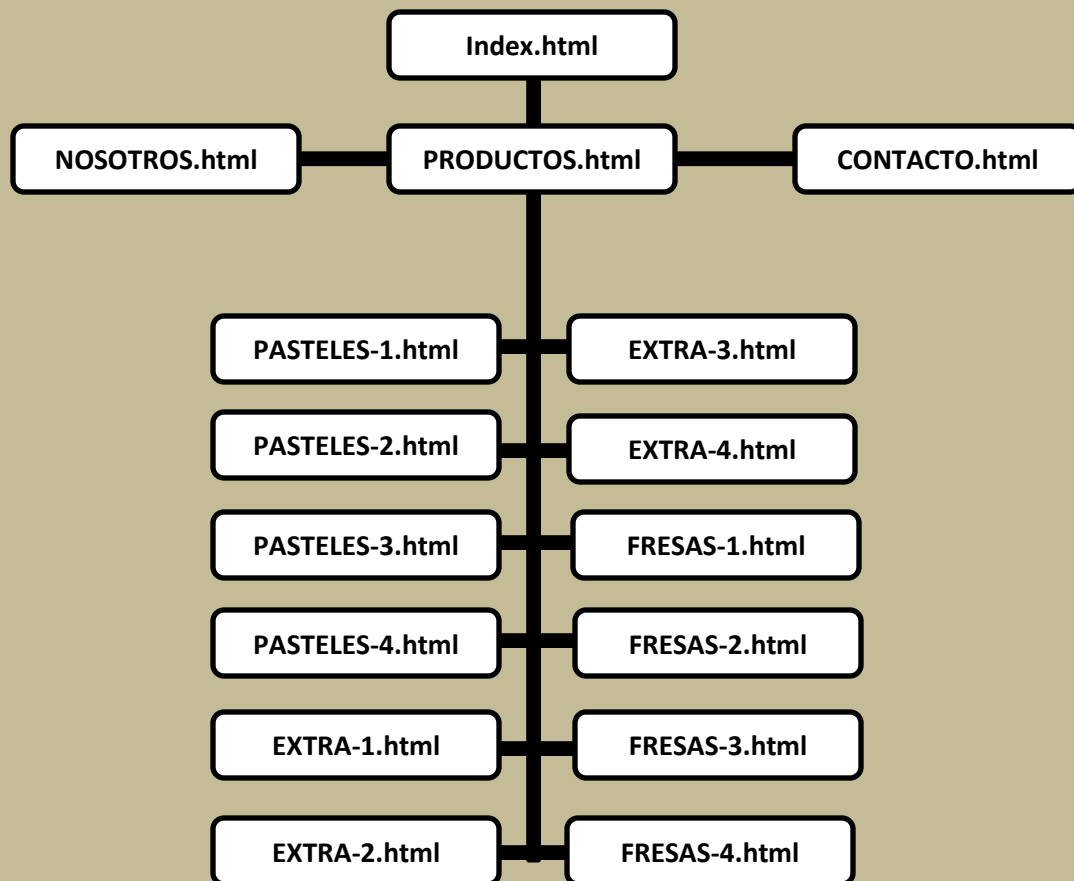 Index.html
NOSOTROS.html
PRODUCTOS.html
CONTACTO.html
PASTELES-1.html
EXTRA-3.html
PASTELES-2.html
EXTRA-4.html
PASTELES-3.html
FRESAS-1.html
PASTELES-4.html
FRESAS-2.html
EXTRA-1.html
FRESAS-3.html
EXTRA-2.html
FRESAS-4.html